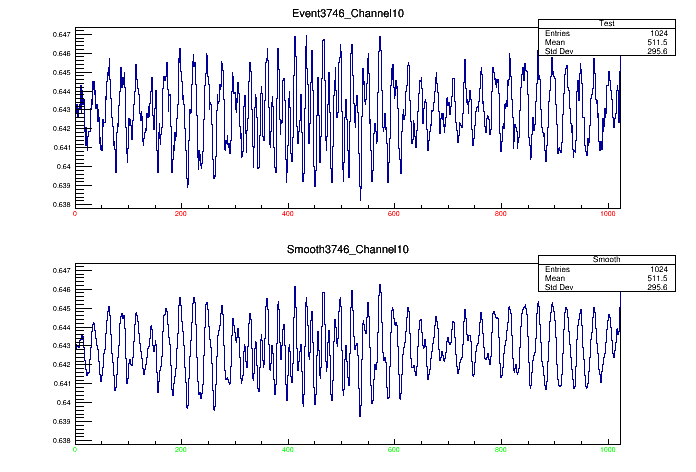 Event3746_Channel10
Test
Entries 1024
Mean 511.5
Std Dev 295.6
0.647
0.646
0.645
0.644
0.643
0.642
0.641
0.64
0.639
0.638
0 200 400 600 800 1000
Smooth3746_Channel10
Smooth
Entries 1024
Mean 511.5
Std Dev 295.6
0.647
0.646
0.645
0.644
0.643
0.642
0.641
0.64
0.639
0.638
0 200 400 600 800 1000